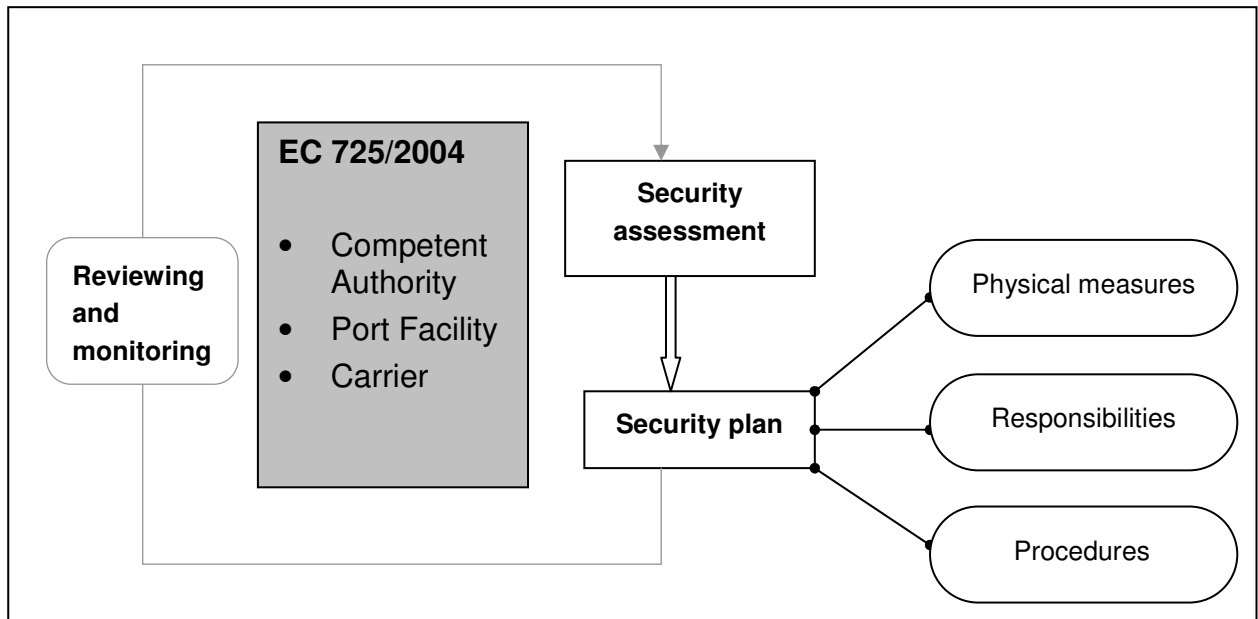 EC 725/2004
• Competent
Authority
• Port Facility
• Carrier
Reviewing
and
monitoring
Security
assessment
Security plan
Physical measures
Responsibilities
Procedures